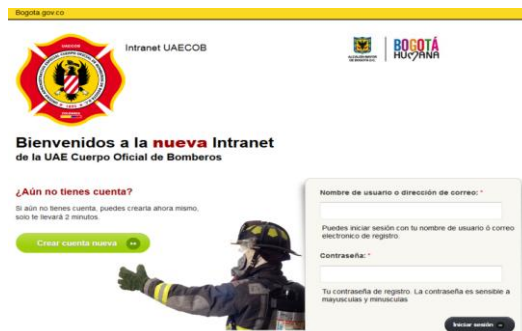 Bogota.gov.co
Intranet UAECOB
BOGOTÁ
HUMANA
Bienvenidos a la nueva Intranet
de la UAE Cuerpo Oficial de Bomberos
¿Aún no tienes cuenta?
Si aún no tienes cuenta, puedes crearla ahora mismo,
solo te llevará 2 minutos.
Crear cuenta nueva
Nombre de usuario o dirección de correo: *
Puedes iniciar sesión con tu nombre de usuario ó correo
electronico de registro.
Contraseña: *
Tu contraseña de registro. La contraseña es sensible a
mayusculas y minusculas
Iniciar sesión